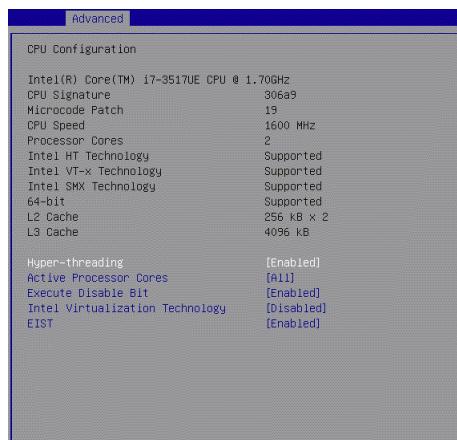 Advanced
CPU Configuration
Intel(R) Core(TM) i7-3517UE CPU @ 1.70GHz
CPU Signature 306a9
Microcode Patch 19
CPU Speed 1600 MHz
Processor Cores 2
Intel HT Technology Supported
Intel VT-x Technology Supported
Intel SMX Technology Supported
64-bit Supported
L2 Cache 256 kB x 2
L3 Cache 4096 kB
Hyper-threading [Enabled]
Active Processor Cores [All]
Execute Disable Bit [Enabled]
Intel Virtualization Technology [Disabled]
EIST [Enabled]